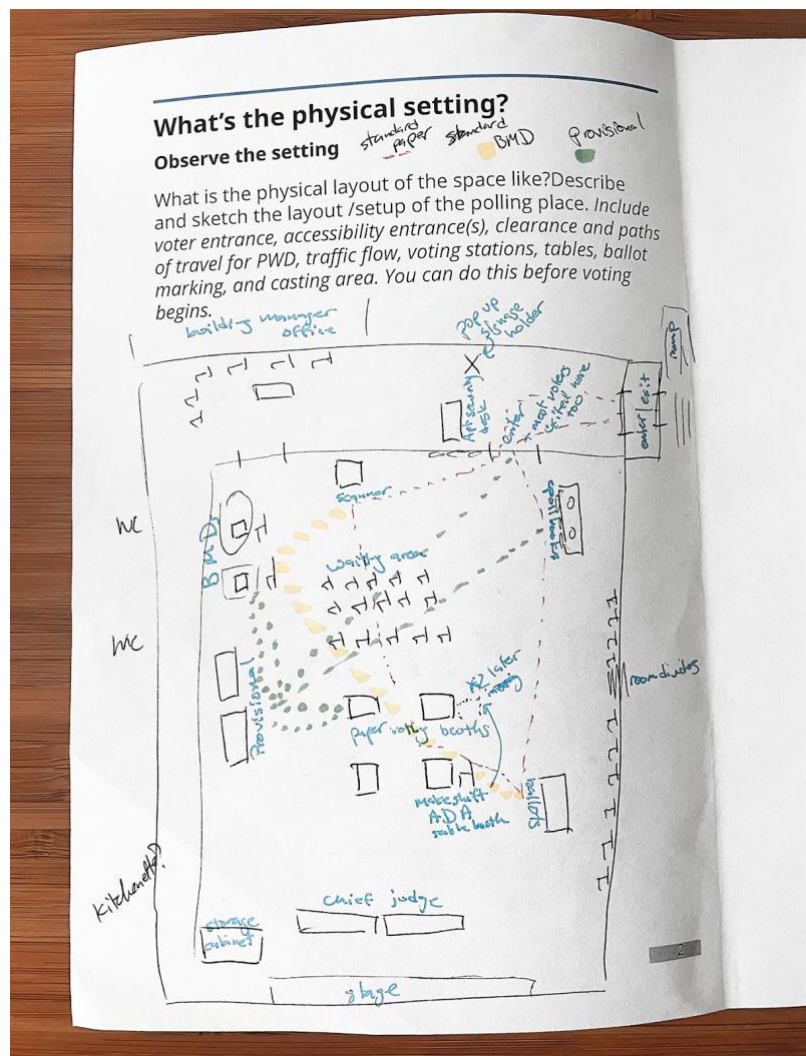 What's the physical setting?
Observe the setting
standard paper
standard BMD
provisional
What is the physical layout of the space like?Describe
and sketch the layout /setup of the polling place. Include
voter entrance, accessibility entrance(s), clearance and paths
of travel for PWD, traffic flow, voting stations, tables, ballot
marking, and casting area. You can do this before voting
begins.
building manager
office
pop up
signage
holder
ramp
enter/exit
Apt security
desk
enter
+ most voters
exited
too
here
scanner
pollbooks
WC
BMD
waiting area
WC
room divider
Provisional
x2 later
paper voting booths
makeshift
ADA
booth
ballots
Kitchenette?
chief judge
storage
cabinet
stage
2